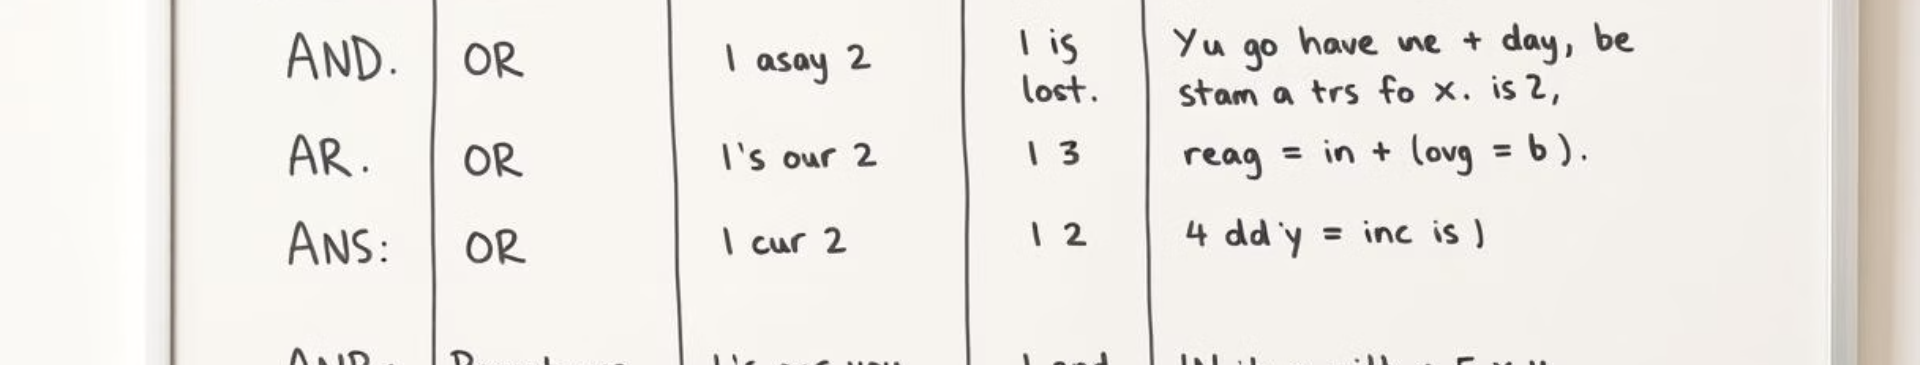 AND. OR 1 asay 2 1 is lost. Yu go have une + day, be
stam a trs fo x. is 2,
AR. OR 1's our 2 1 3 reag = in + (ovg = b).
ANS: OR 1 cur 2 1 2 4 dd'y = inc is )